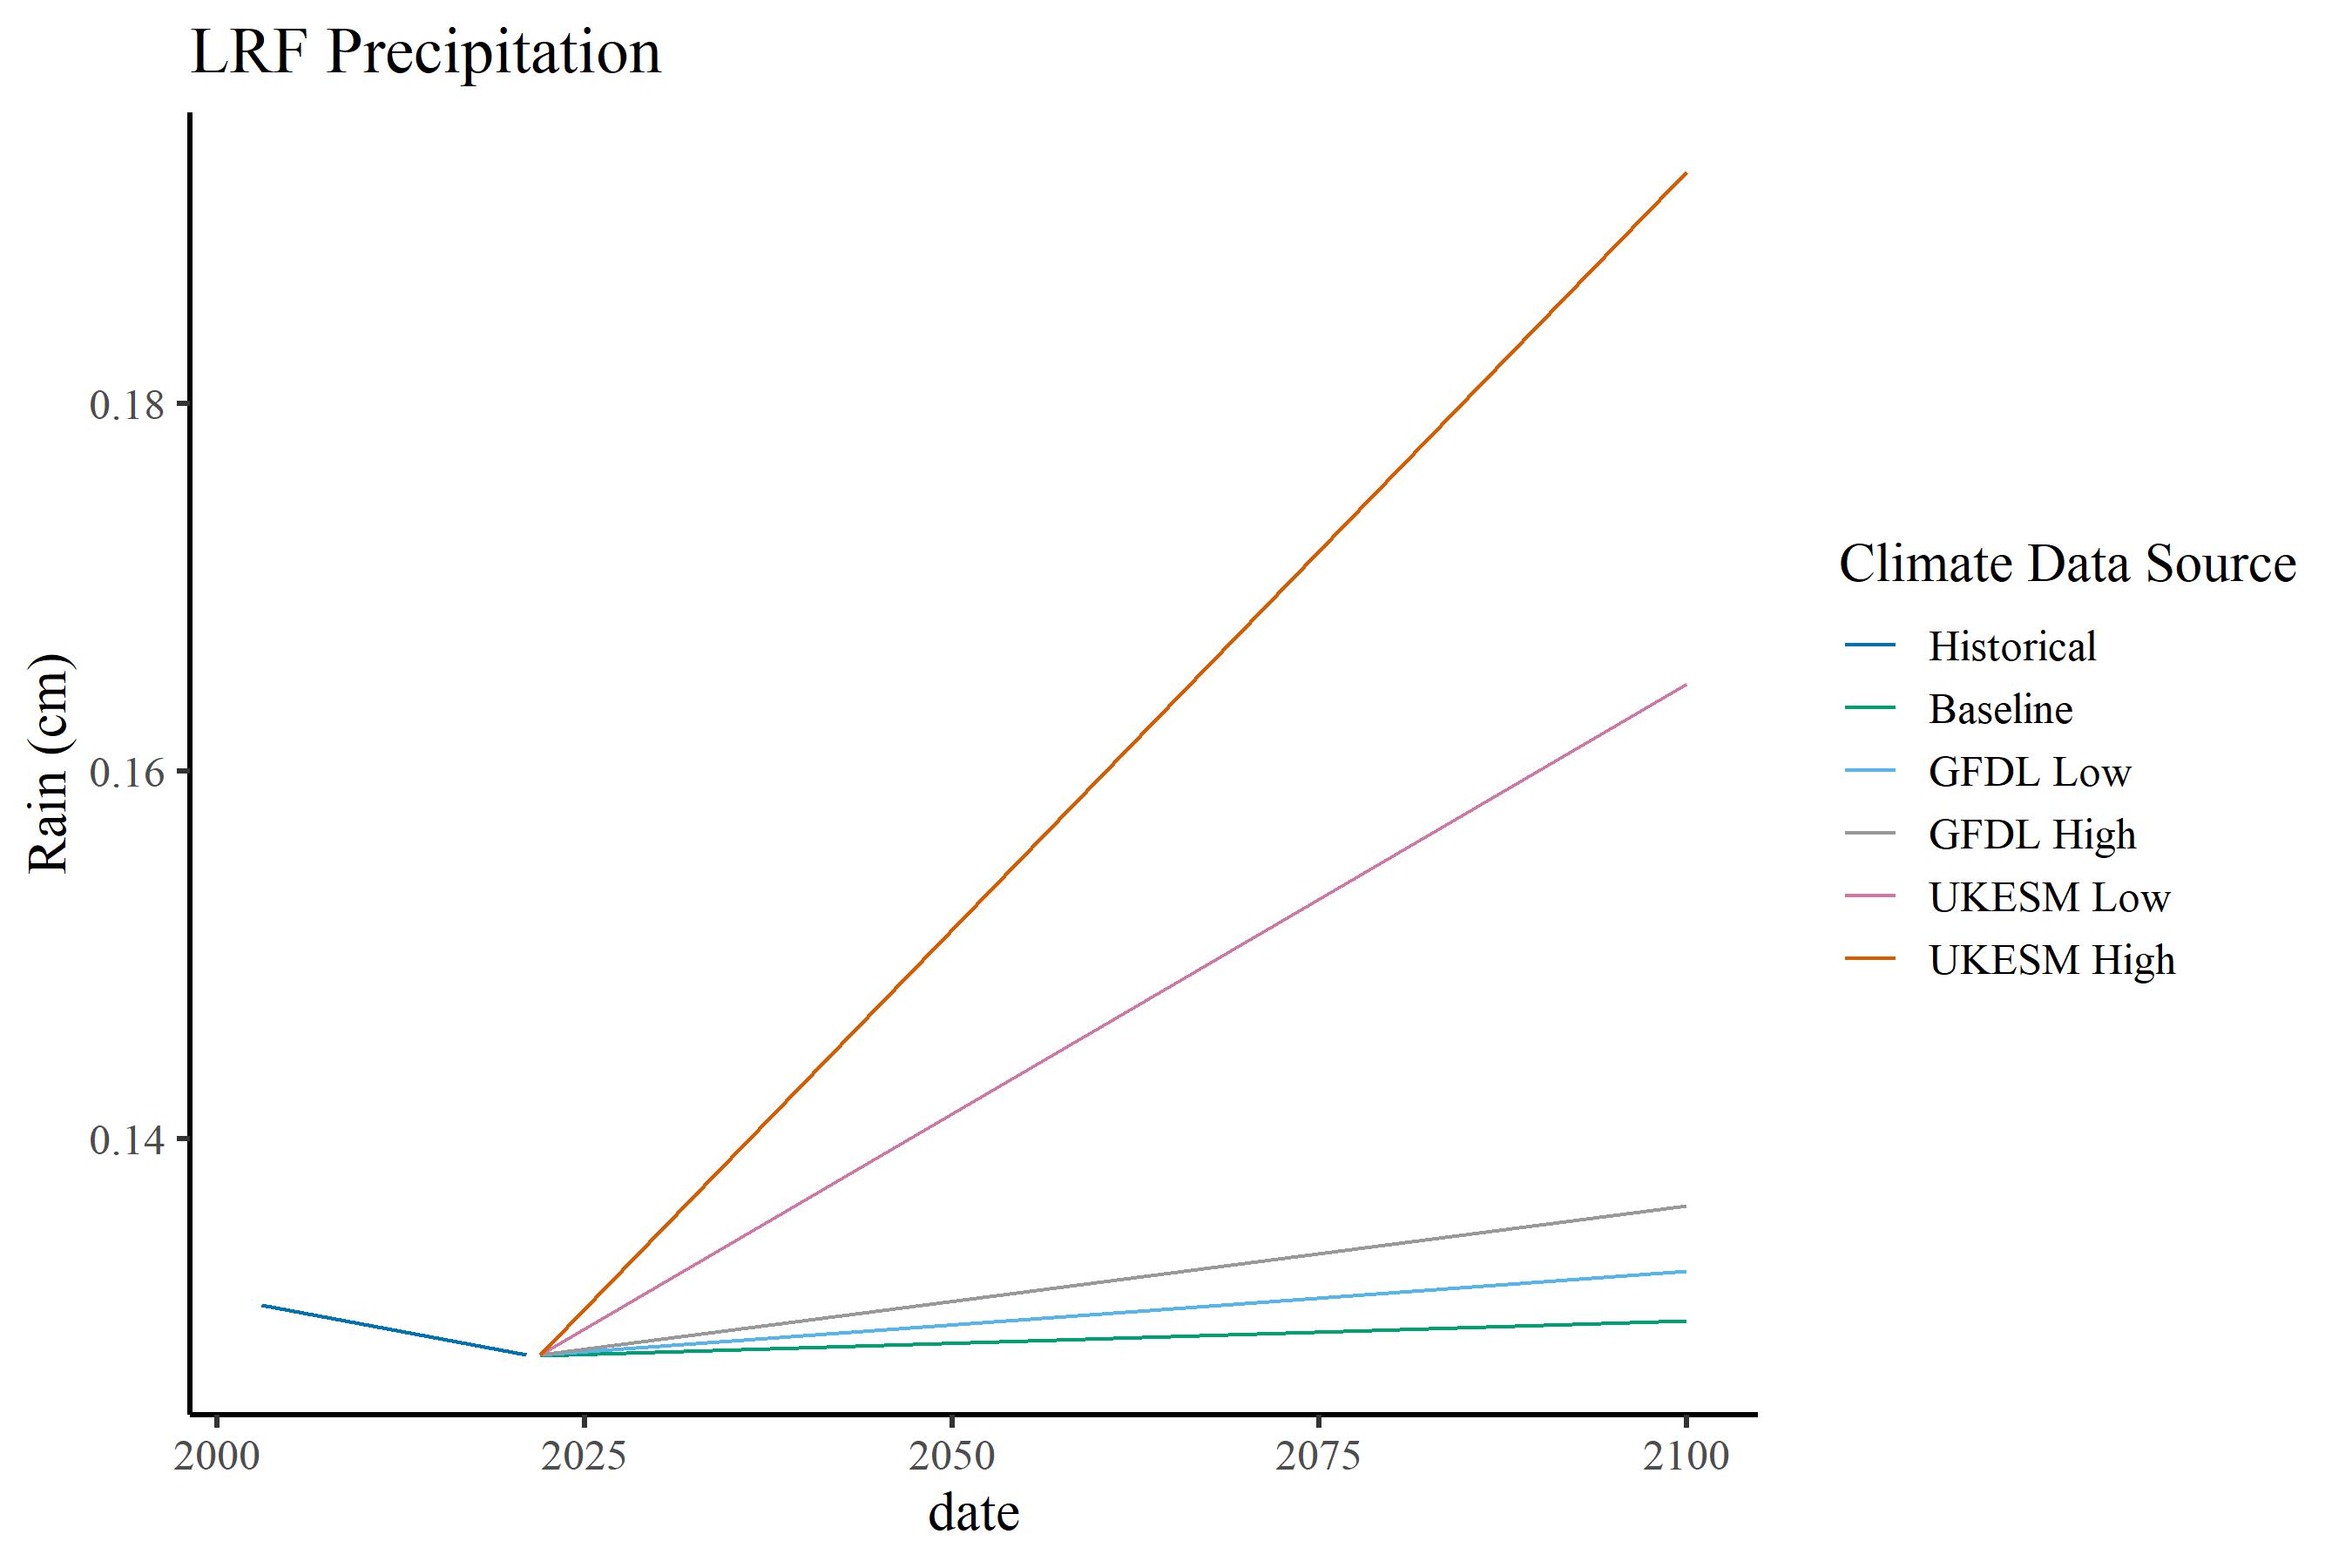 LRF Precipitation
Rain (cm)
0.18
0.16
0.14
2000 2025 2050 2075 2100
date
Climate Data Source
Historical
Baseline
GFDL Low
GFDL High
UKESM Low
UKESM High